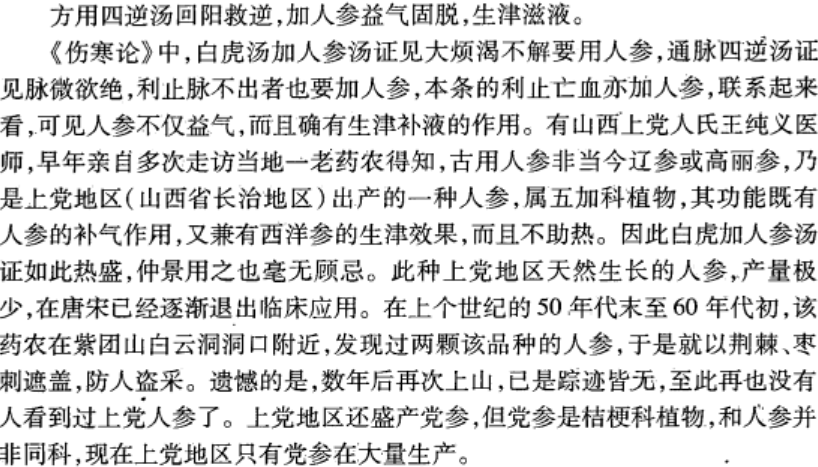 方用四逆汤回阳救逆,加人参益气固脱,生津滋液。
《伤寒论》中,白虎汤加人参汤证见大烦渴不解要用人参,通脉四逆汤证
见脉微欲绝,利止脉不出者也要加人参,本条的利止亡血亦加人参,联系起来
看,可见人参不仅益气,而且确有生津补液的作用。有山西上党人氏王纯义医
师,早年亲自多次走访当地一老药农得知,古用人参非当今辽参或高丽参,乃
是上党地区(山西省长治地区)出产的一种人参,属五加科植物,其功能既有
人参的补气作用,又兼有西洋参的生津效果,而且不助热。因此白虎加人参汤
证如此热盛,仲景用之也毫无顾忌。此种上党地区天然生长的人参,产量极
少,在唐宋已经逐渐退出临床应用。在上个世纪的50年代末至60年代初,该
药农在紫团山白云洞洞口附近,发现过两颗该品种的人参,于是就以荆棘、枣
刺遮盖,防人盗采。遗憾的是,数年后再次上山,已是踪迹皆无,至此再也没有
人看到过上党人参了。上党地区还盛产党参,但党参是桔梗科植物,和人参并
非同科,现在上党地区只有党参在大量生产。